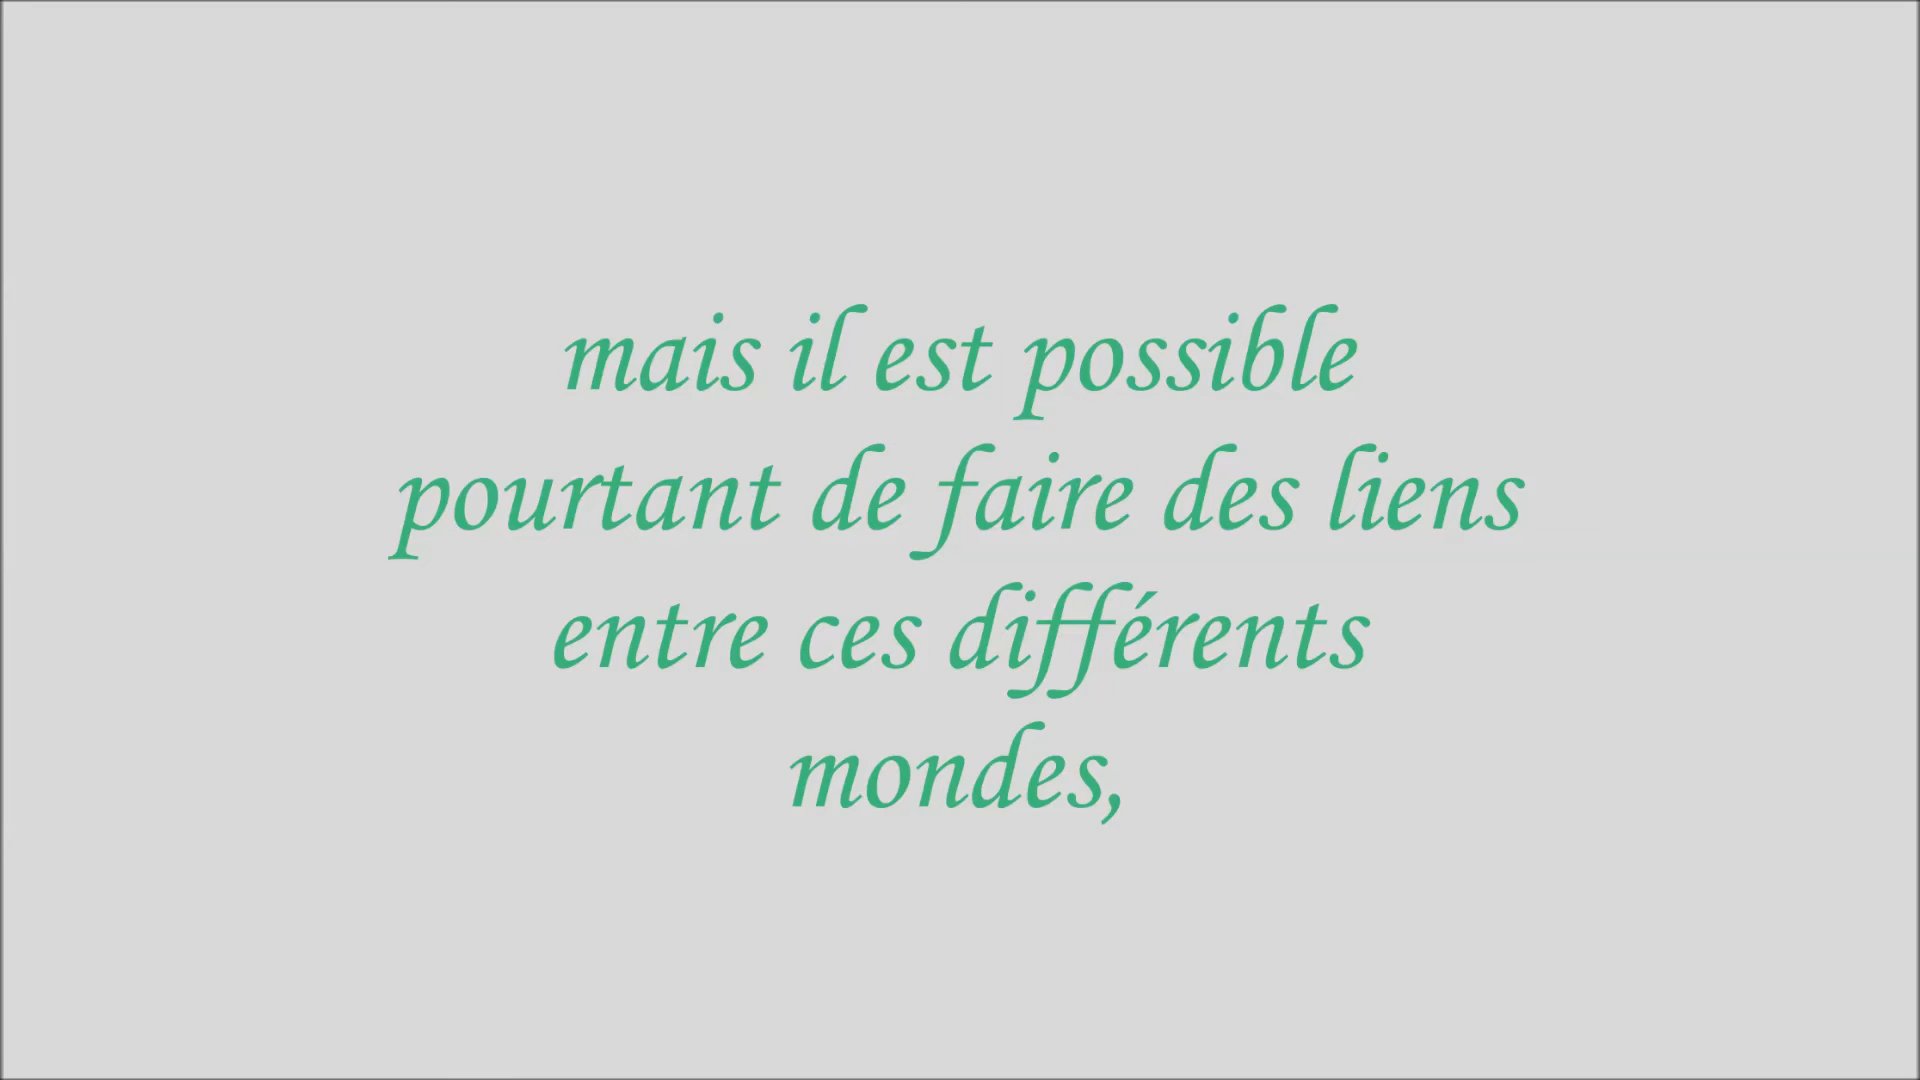 mais il est possible
pourtant de faire des liens
entre ces différents
mondes,